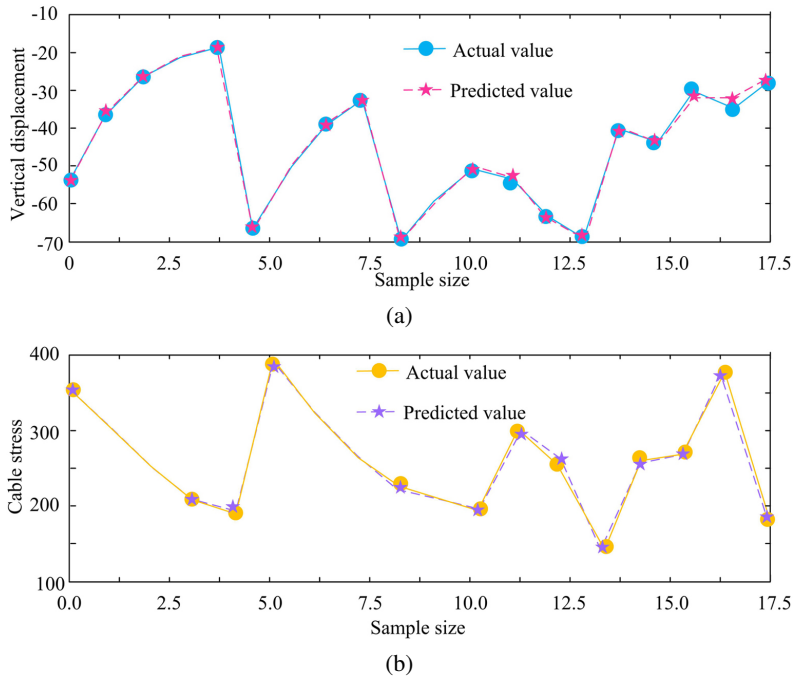 -10
-20
-30
-40
-50
-60
-70
Vertical displacement
Actual value
Predicted value
0 2.5 5.0 7.5 10.0 12.5 15.0 17.5
Sample size
(a)
400
300
200
100
Cable stress
Actual value
Predicted value
0.0 2.5 5.0 7.5 10.0 12.5 15.0 17.5
Sample size
(b)